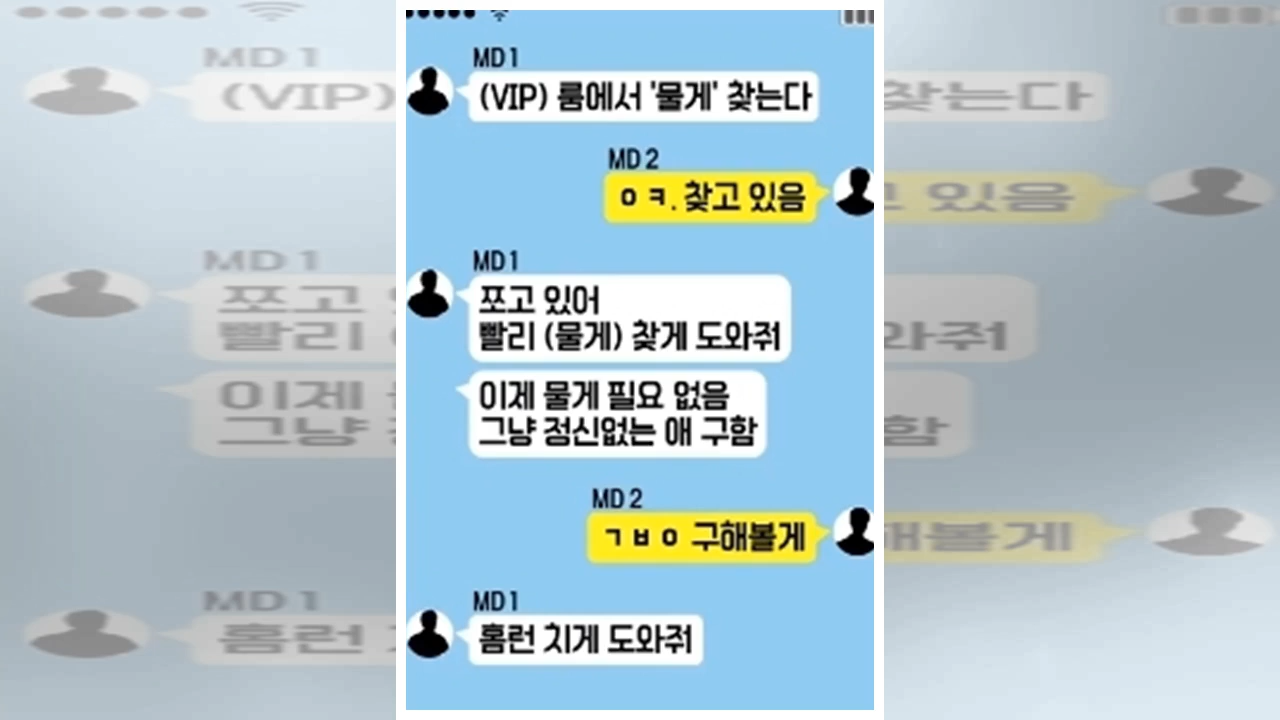 MD 1
(VIP) 룸에서 '물게' 찾는다
MD 2
ㅇㅋ. 찾고 있음
MD 1
쪼고 있어
빨리 (물게) 찾게 도와줘
이제 물게 필요 없음
그냥 정신없는 애 구함
MD 2
ㄱㅂㅇ 구해볼게
MD 1
홈런 치게 도와줘